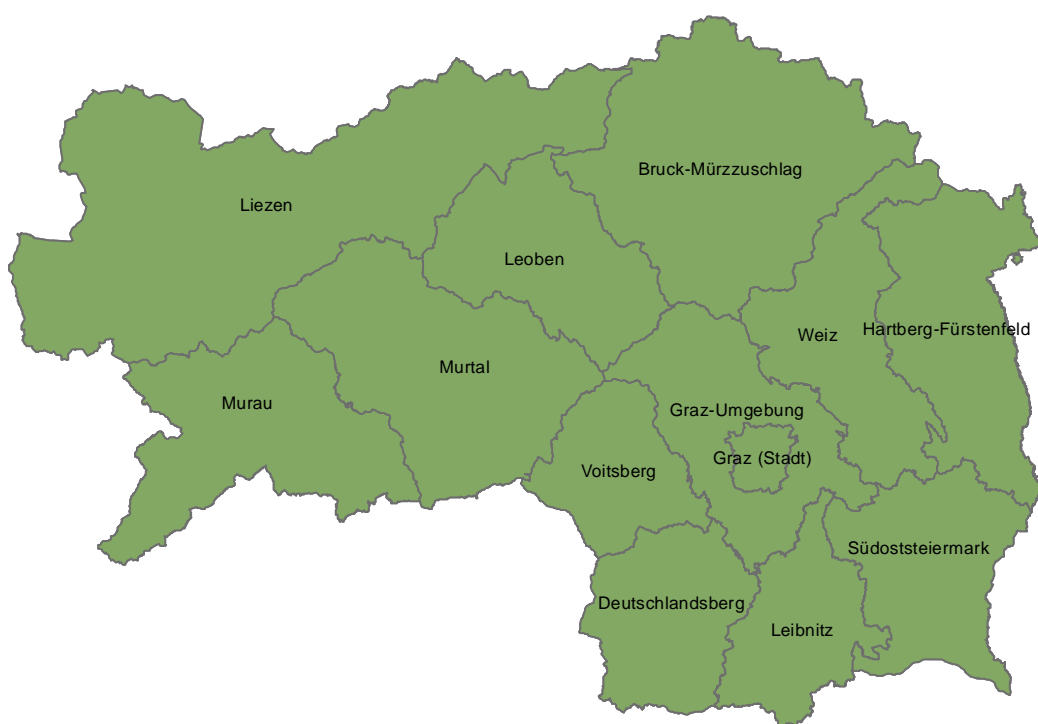 Bruck-Mürzzuschlag
Liezen
Leoben
Hartberg-Fürstenfeld
Weiz
Murtal
Murau
Graz-Umgebung
Graz (Stadt)
Voitsberg
Südoststeiermark
Deutschlandsberg
Leibnitz